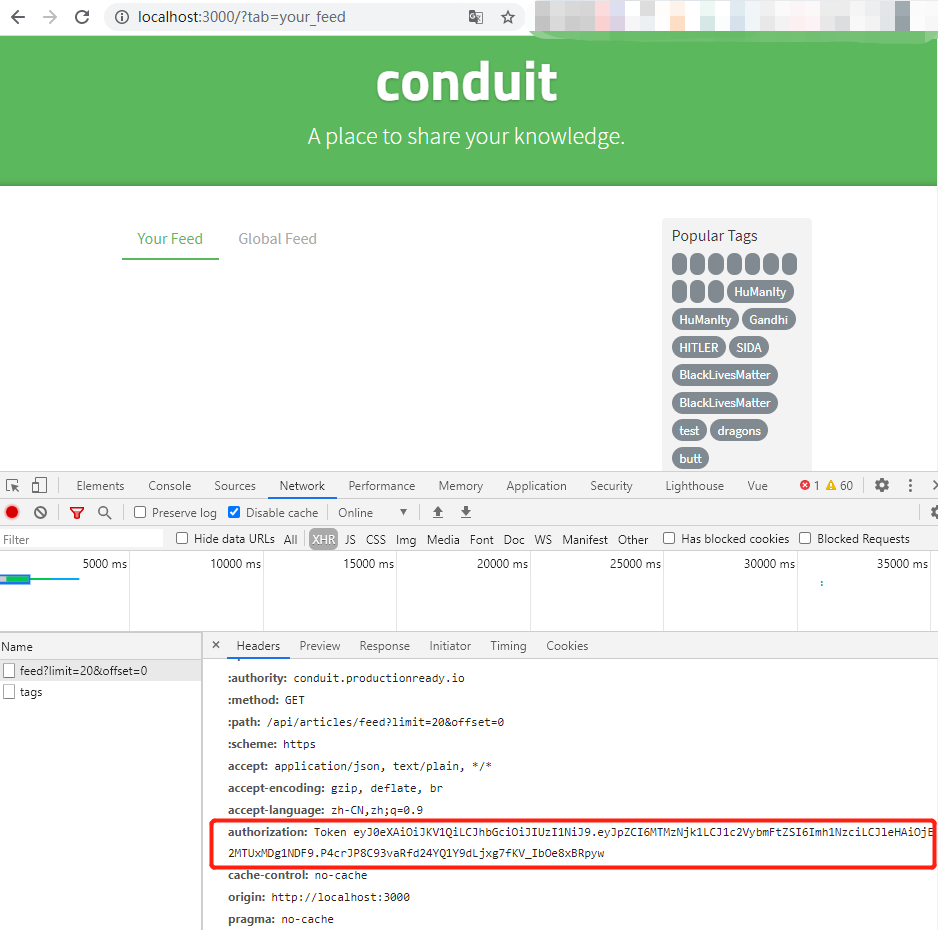 localhost:3000/?tab=your_feed
conduit
A place to share your knowledge.
Your Feed Global Feed
Popular Tags
HuManIty
HuManIty Gandhi
HITLER SIDA
BlackLivesMatter
BlackLivesMatter
test dragons
butt
Elements Console Sources Network Performance Memory Application Security Lighthouse Vue 1 60
Preserve log Disable cache Online
Filter Hide data URLs All XHR JS CSS Img Media Font Doc WS Manifest Other Has blocked cookies Blocked Requests
5000 ms 10000 ms 15000 ms 20000 ms 25000 ms 30000 ms 35000 ms
Name Headers Preview Response Initiator Timing Cookies
feed?limit=20&offset=0
tags
:authority: conduit.productionready.io
:method: GET
:path: /api/articles/feed?limit=20&offset=0
:scheme: https
accept: application/json, text/plain, */*
accept-encoding: gzip, deflate, br
accept-language: zh-CN,zh;q=0.9
authorization: Token eyJ0eXAiOiJKV1QiLCJhbGciOiJIUzI1NiJ9.eyJpZCI6MTMzNjk1LCJ1c2VybmFtZSI6Imh1NzciLCJleHAiOjE
2MTUxMDg1NDF9.P4crJP8C93vaRfd24YQ1Y9dLjxg7fKV_IbOe8xBRpyw
cache-control: no-cache
origin: http://localhost:3000
pragma: no-cache